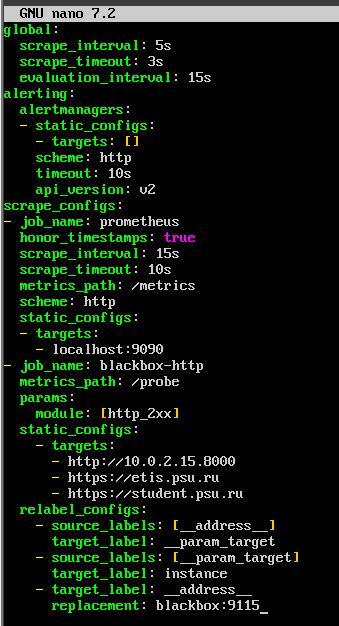 GNU nano 7.2
global:
  scrape_interval: 5s
  scrape_timeout: 3s
  evaluation_interval: 15s
alerting:
  alertmanagers:
  - static_configs:
    - targets: []
    scheme: http
    timeout: 10s
    api_version: v2
scrape_configs:
- job_name: prometheus
  honor_timestamps: true
  scrape_interval: 15s
  scrape_timeout: 10s
  metrics_path: /metrics
  scheme: http
  static_configs:
  - targets:
    - localhost:9090
- job_name: blackbox-http
  metrics_path: /probe
  params:
    module: [http_2xx]
  static_configs:
    - targets:
      - http://10.0.2.15.8000
      - https://etis.psu.ru
      - https://student.psu.ru
  relabel_configs:
    - source_labels: [__address__]
      target_label: __param_target
    - source_labels: [__param_target]
      target_label: instance
    - target_label: __address__
      replacement: blackbox:9115_